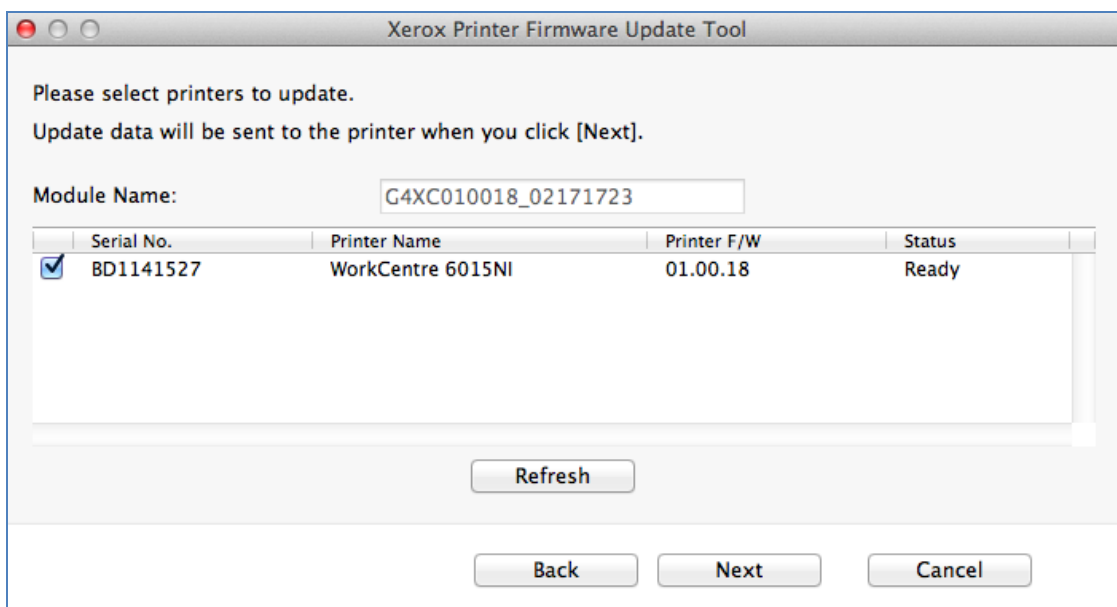 Xerox Printer Firmware Update Tool
Please select printers to update.
Update data will be sent to the printer when you click [Next].
Module Name: G4XC010018_02171723
Serial No. Printer Name Printer F/W Status
BD1141527 WorkCentre 6015NI 01.00.18 Ready
Refresh
Back Next Cancel